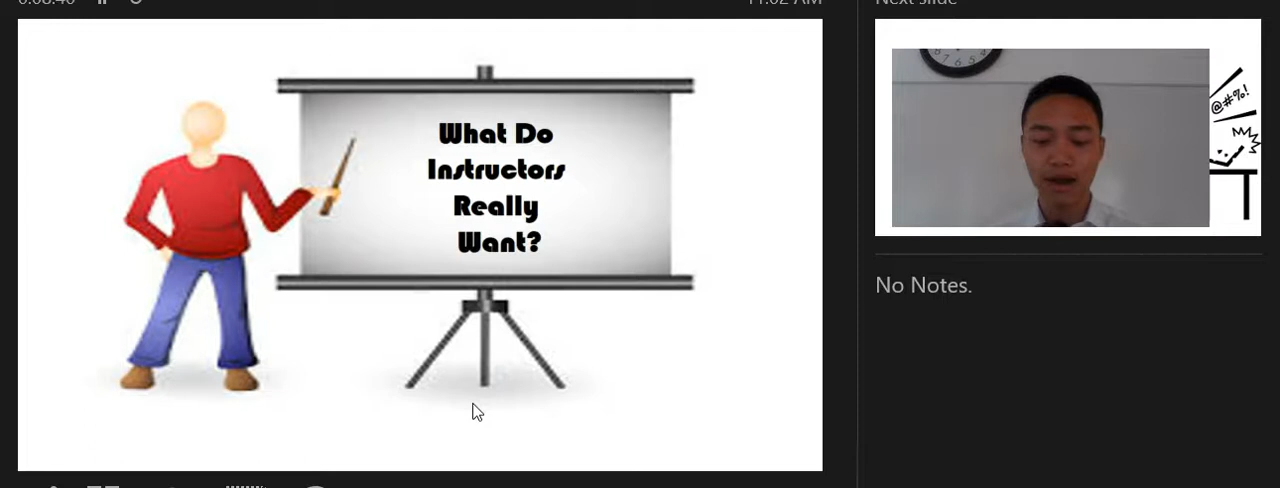 11:02 AM
Next slide
What Do
Instructors
Really
Want?
@#%!
No Notes.